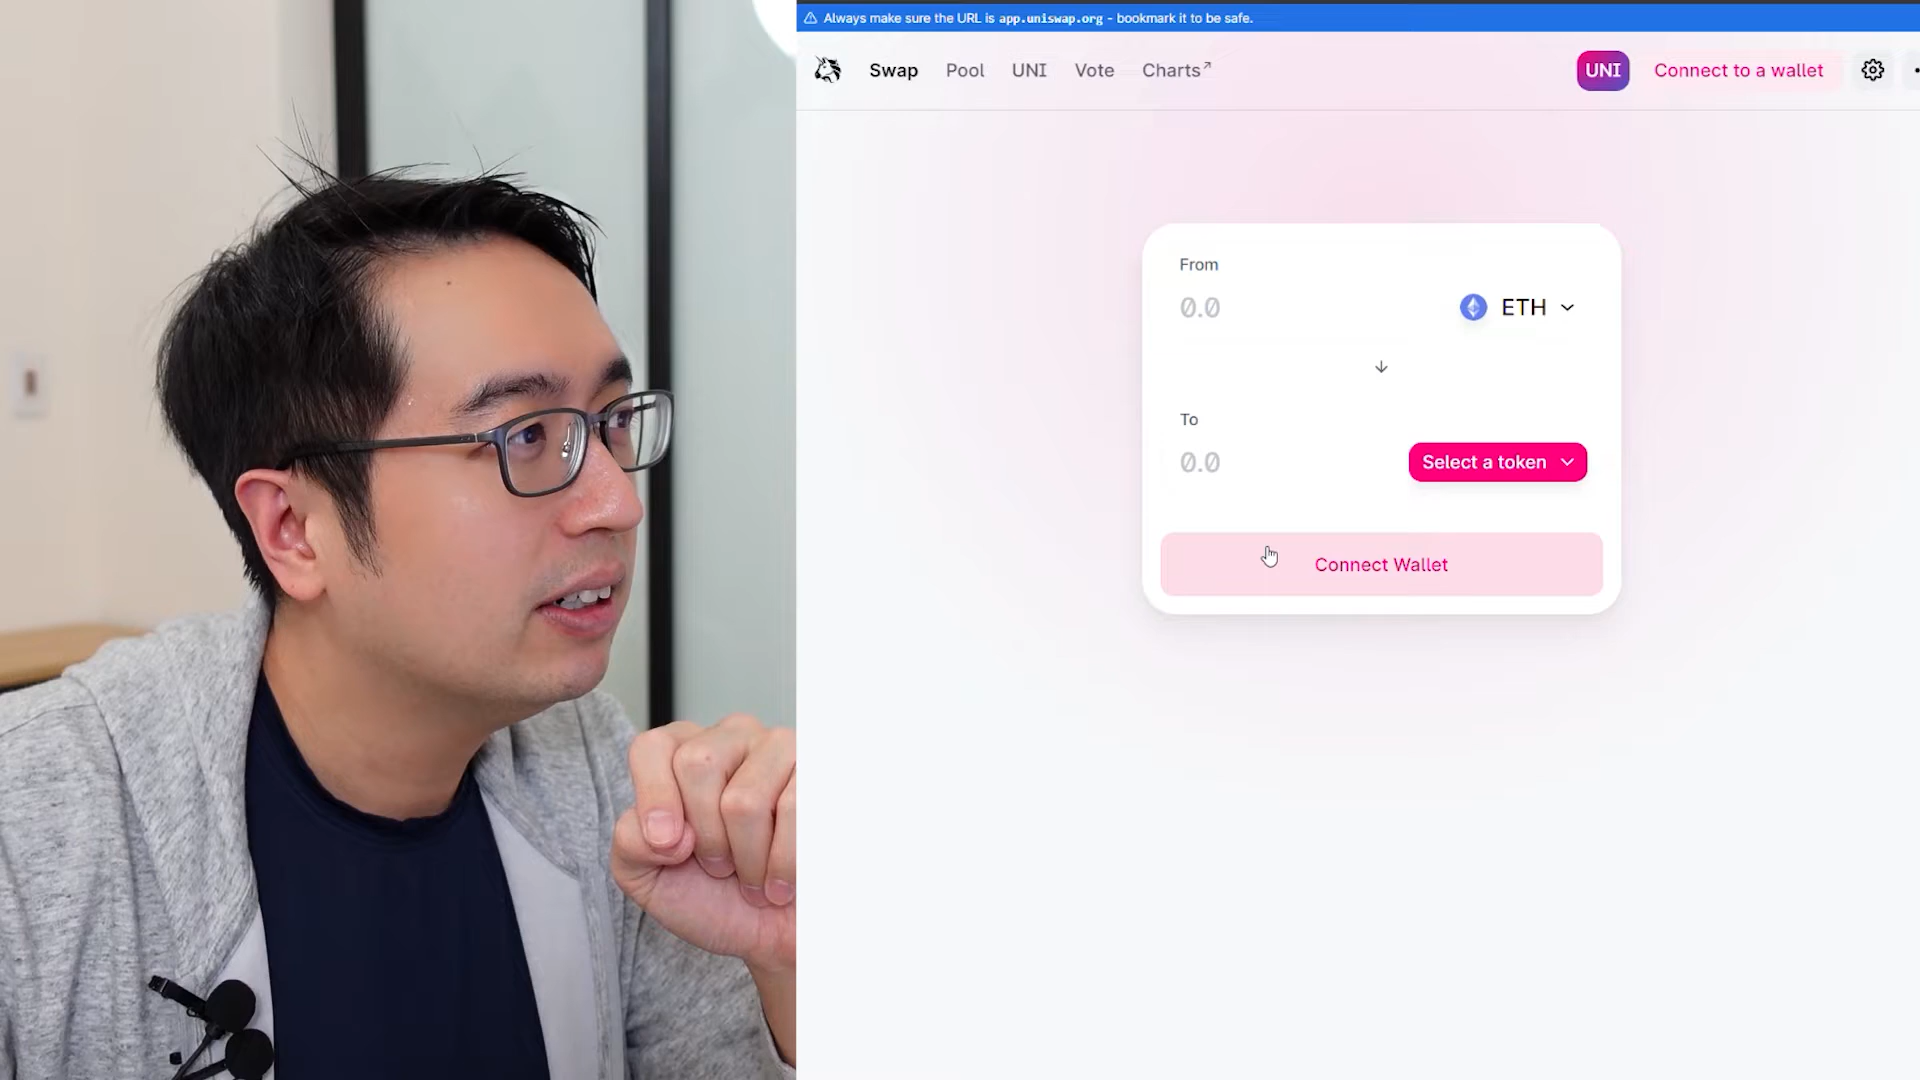 Always make sure the URL is app.uniswap.org - bookmark it to be safe.
Swap Pool UNI Vote Charts↗ UNI Connect to a wallet
From
0.0 ETH
To
0.0 Select a token
Connect Wallet